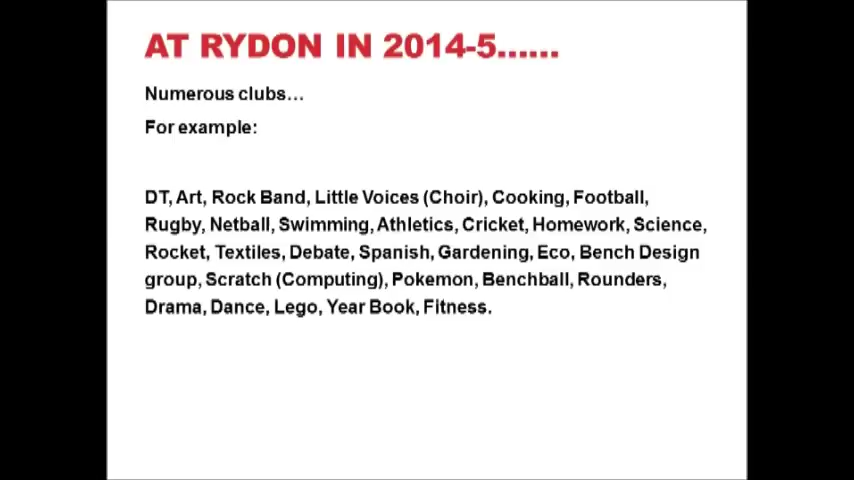 AT RYDON IN 2014-5......
Numerous clubs...
For example:
DT, Art, Rock Band, Little Voices (Choir), Cooking, Football,
Rugby, Netball, Swimming, Athletics, Cricket, Homework, Science,
Rocket, Textiles, Debate, Spanish, Gardening, Eco, Bench Design
group, Scratch (Computing), Pokemon, Benchball, Rounders,
Drama, Dance, Lego, Year Book, Fitness.